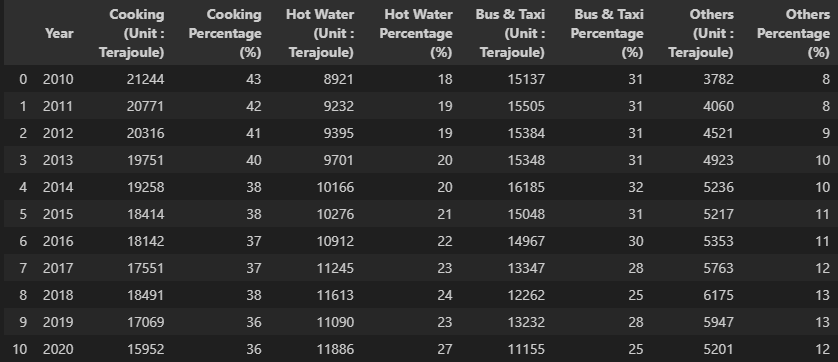 Year Cooking (Unit : Terajoule) Cooking Percentage (%) Hot Water (Unit : Terajoule) Hot Water Percentage (%) Bus & Taxi (Unit : Terajoule) Bus & Taxi Percentage (%) Others (Unit : Terajoule) Others Percentage (%)
0 2010 21244 43 8921 18 15137 31 3782 8
1 2011 20771 42 9232 19 15505 31 4060 8
2 2012 20316 41 9395 19 15384 31 4521 9
3 2013 19751 40 9701 20 15348 31 4923 10
4 2014 19258 38 10166 20 16185 32 5236 10
5 2015 18414 38 10276 21 15048 31 5217 11
6 2016 18142 37 10912 22 14967 30 5353 11
7 2017 17551 37 11245 23 13347 28 5763 12
8 2018 18491 38 11613 24 12262 25 6175 13
9 2019 17069 36 11090 23 13232 28 5947 13
10 2020 15952 36 11886 27 11155 25 5201 12